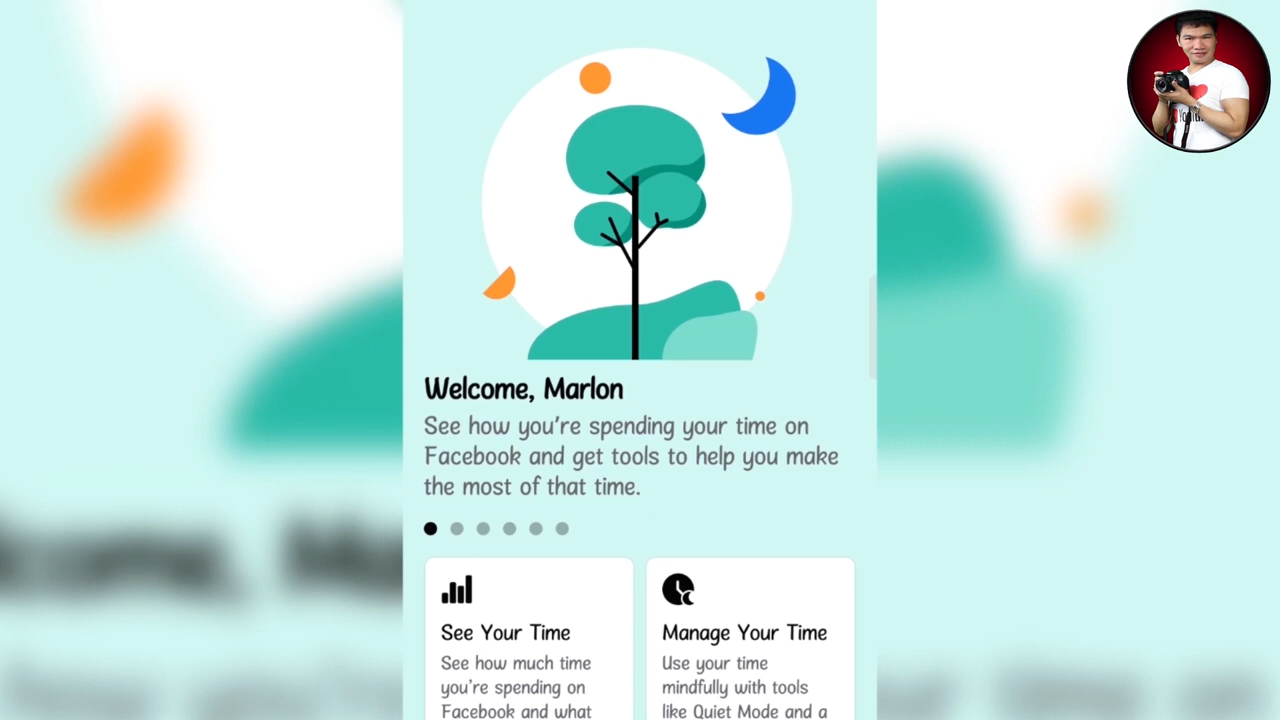 Welcome, Marlon
See how you're spending your time on
Facebook and get tools to help you make
the most of that time.
See Your Time
See how much time
you're spending on
Facebook and what
Manage Your Time
Use your time
mindfully with tools
like Quiet Mode and a